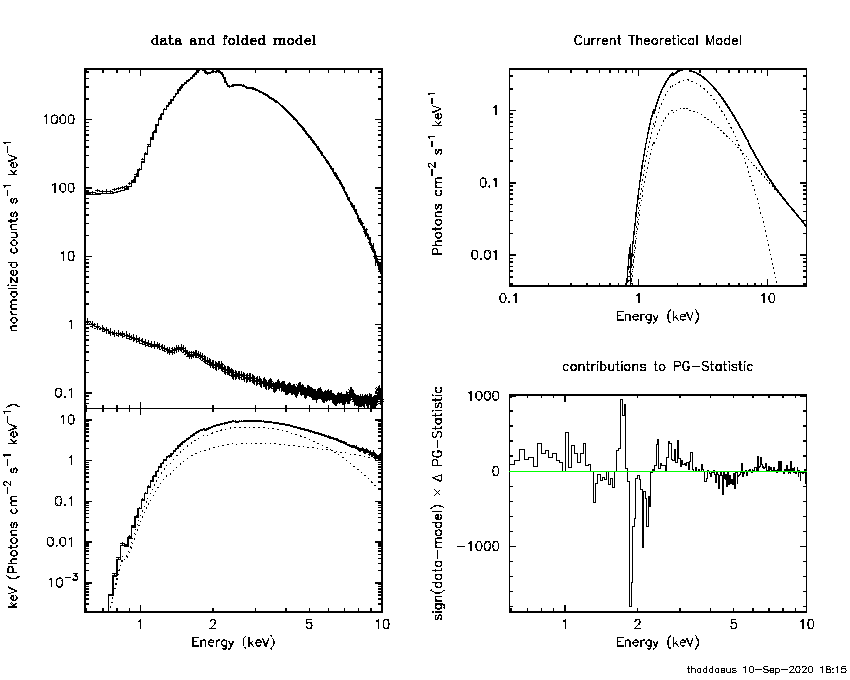 data and folded model
normalized counts s⁻¹ keV⁻¹
1000
100
10
1
0.1
keV (Photons cm⁻² s⁻¹ keV⁻¹)
10
1
0.1
0.01
10⁻³
1
2
5
10
Energy (keV)
Current Theoretical Model
Photons cm⁻² s⁻¹ keV⁻¹
1
0.1
0.01
0.1
1
10
Energy (keV)
contributions to PG-Statistic
sign(data-model) × Δ PG-Statistic
1000
0
-1000
1
2
5
10
Energy (keV)
thaddaeus 10-Sep-2020 18:15